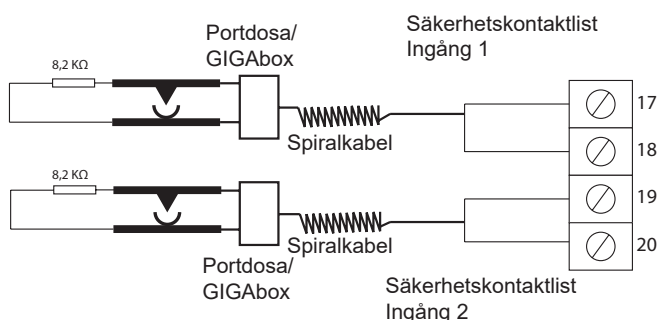 Portdosa/
GIGAbox
Säkerhetskontaktlist
Ingång 1
8,2 KΩ
17
Spiralkabel
18
8,2 KΩ
19
Spiralkabel
20
Portdosa/
GIGAbox
Säkerhetskontaktlist
Ingång 2